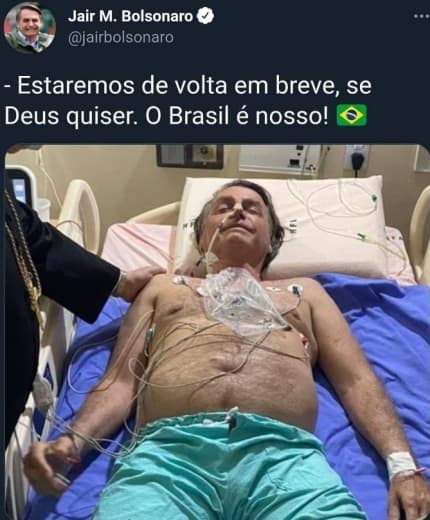 Jair M. Bolsonaro
@jairbolsonaro
- Estaremos de volta em breve, se
Deus quiser. O Brasil é nosso! 🇧🇷